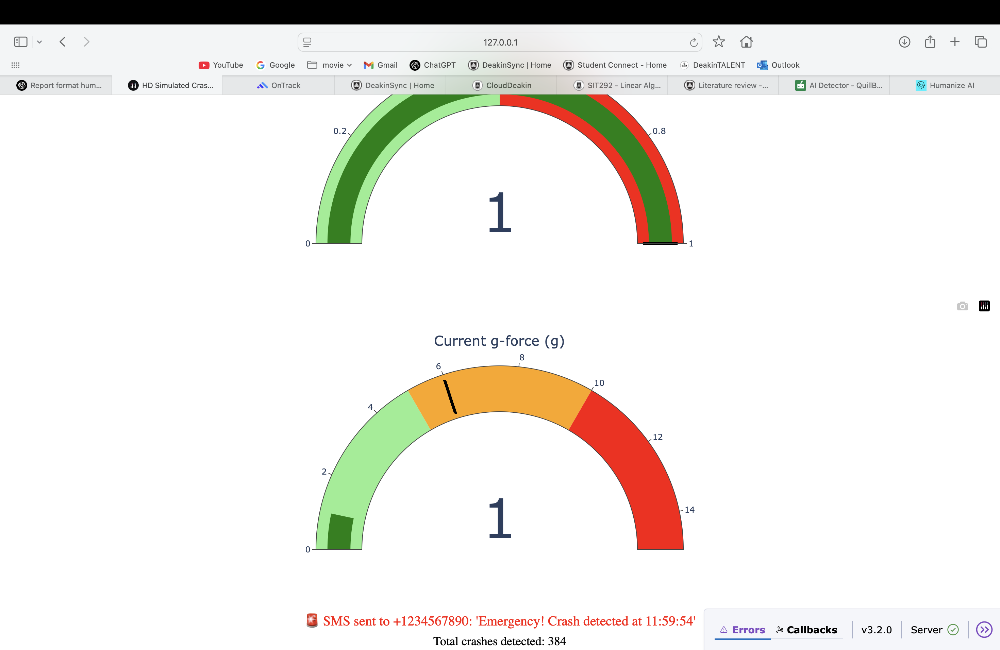 127.0.0.1
YouTube Google movie Gmail ChatGPT DeakinSync | Home Student Connect - Home DeakinTALENT Outlook
Report format hum... HD Simulated Cras... OnTrack DeakinSync | Home CloudDeakin SIT292 - Linear Alg... Literature review -... AI Detector - QuillB... Humanize AI
0.2 0.8
1
0 1
Current g-force (g)
8
6
10
4
12
2
14
1
0
🚨 SMS sent to +1234567890: 'Emergency! Crash detected at 11:59:54'
Total crashes detected: 384
Errors Callbacks v3.2.0 Server